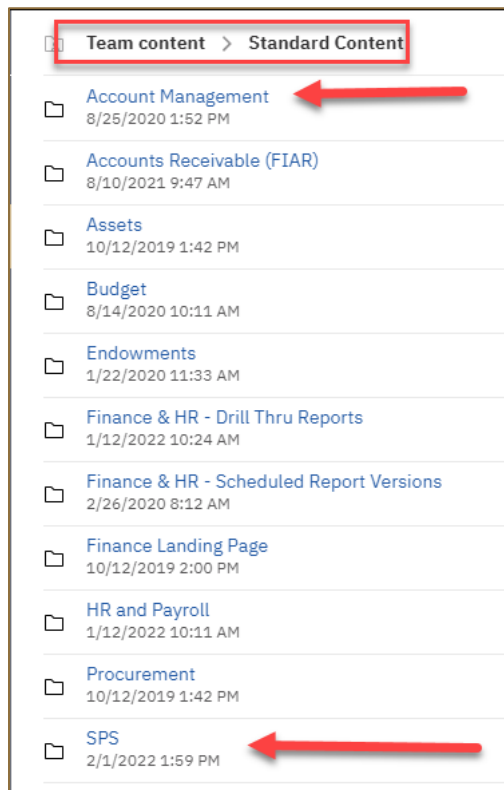 Team content > Standard Content
Account Management
8/25/2020 1:52 PM
Accounts Receivable (FIAR)
8/10/2021 9:47 AM
Assets
10/12/2019 1:42 PM
Budget
8/14/2020 10:11 AM
Endowments
1/22/2020 11:33 AM
Finance & HR - Drill Thru Reports
1/12/2022 10:24 AM
Finance & HR - Scheduled Report Versions
2/26/2020 8:12 AM
Finance Landing Page
10/12/2019 2:00 PM
HR and Payroll
1/12/2022 10:11 AM
Procurement
10/12/2019 1:42 PM
SPS
2/1/2022 1:59 PM